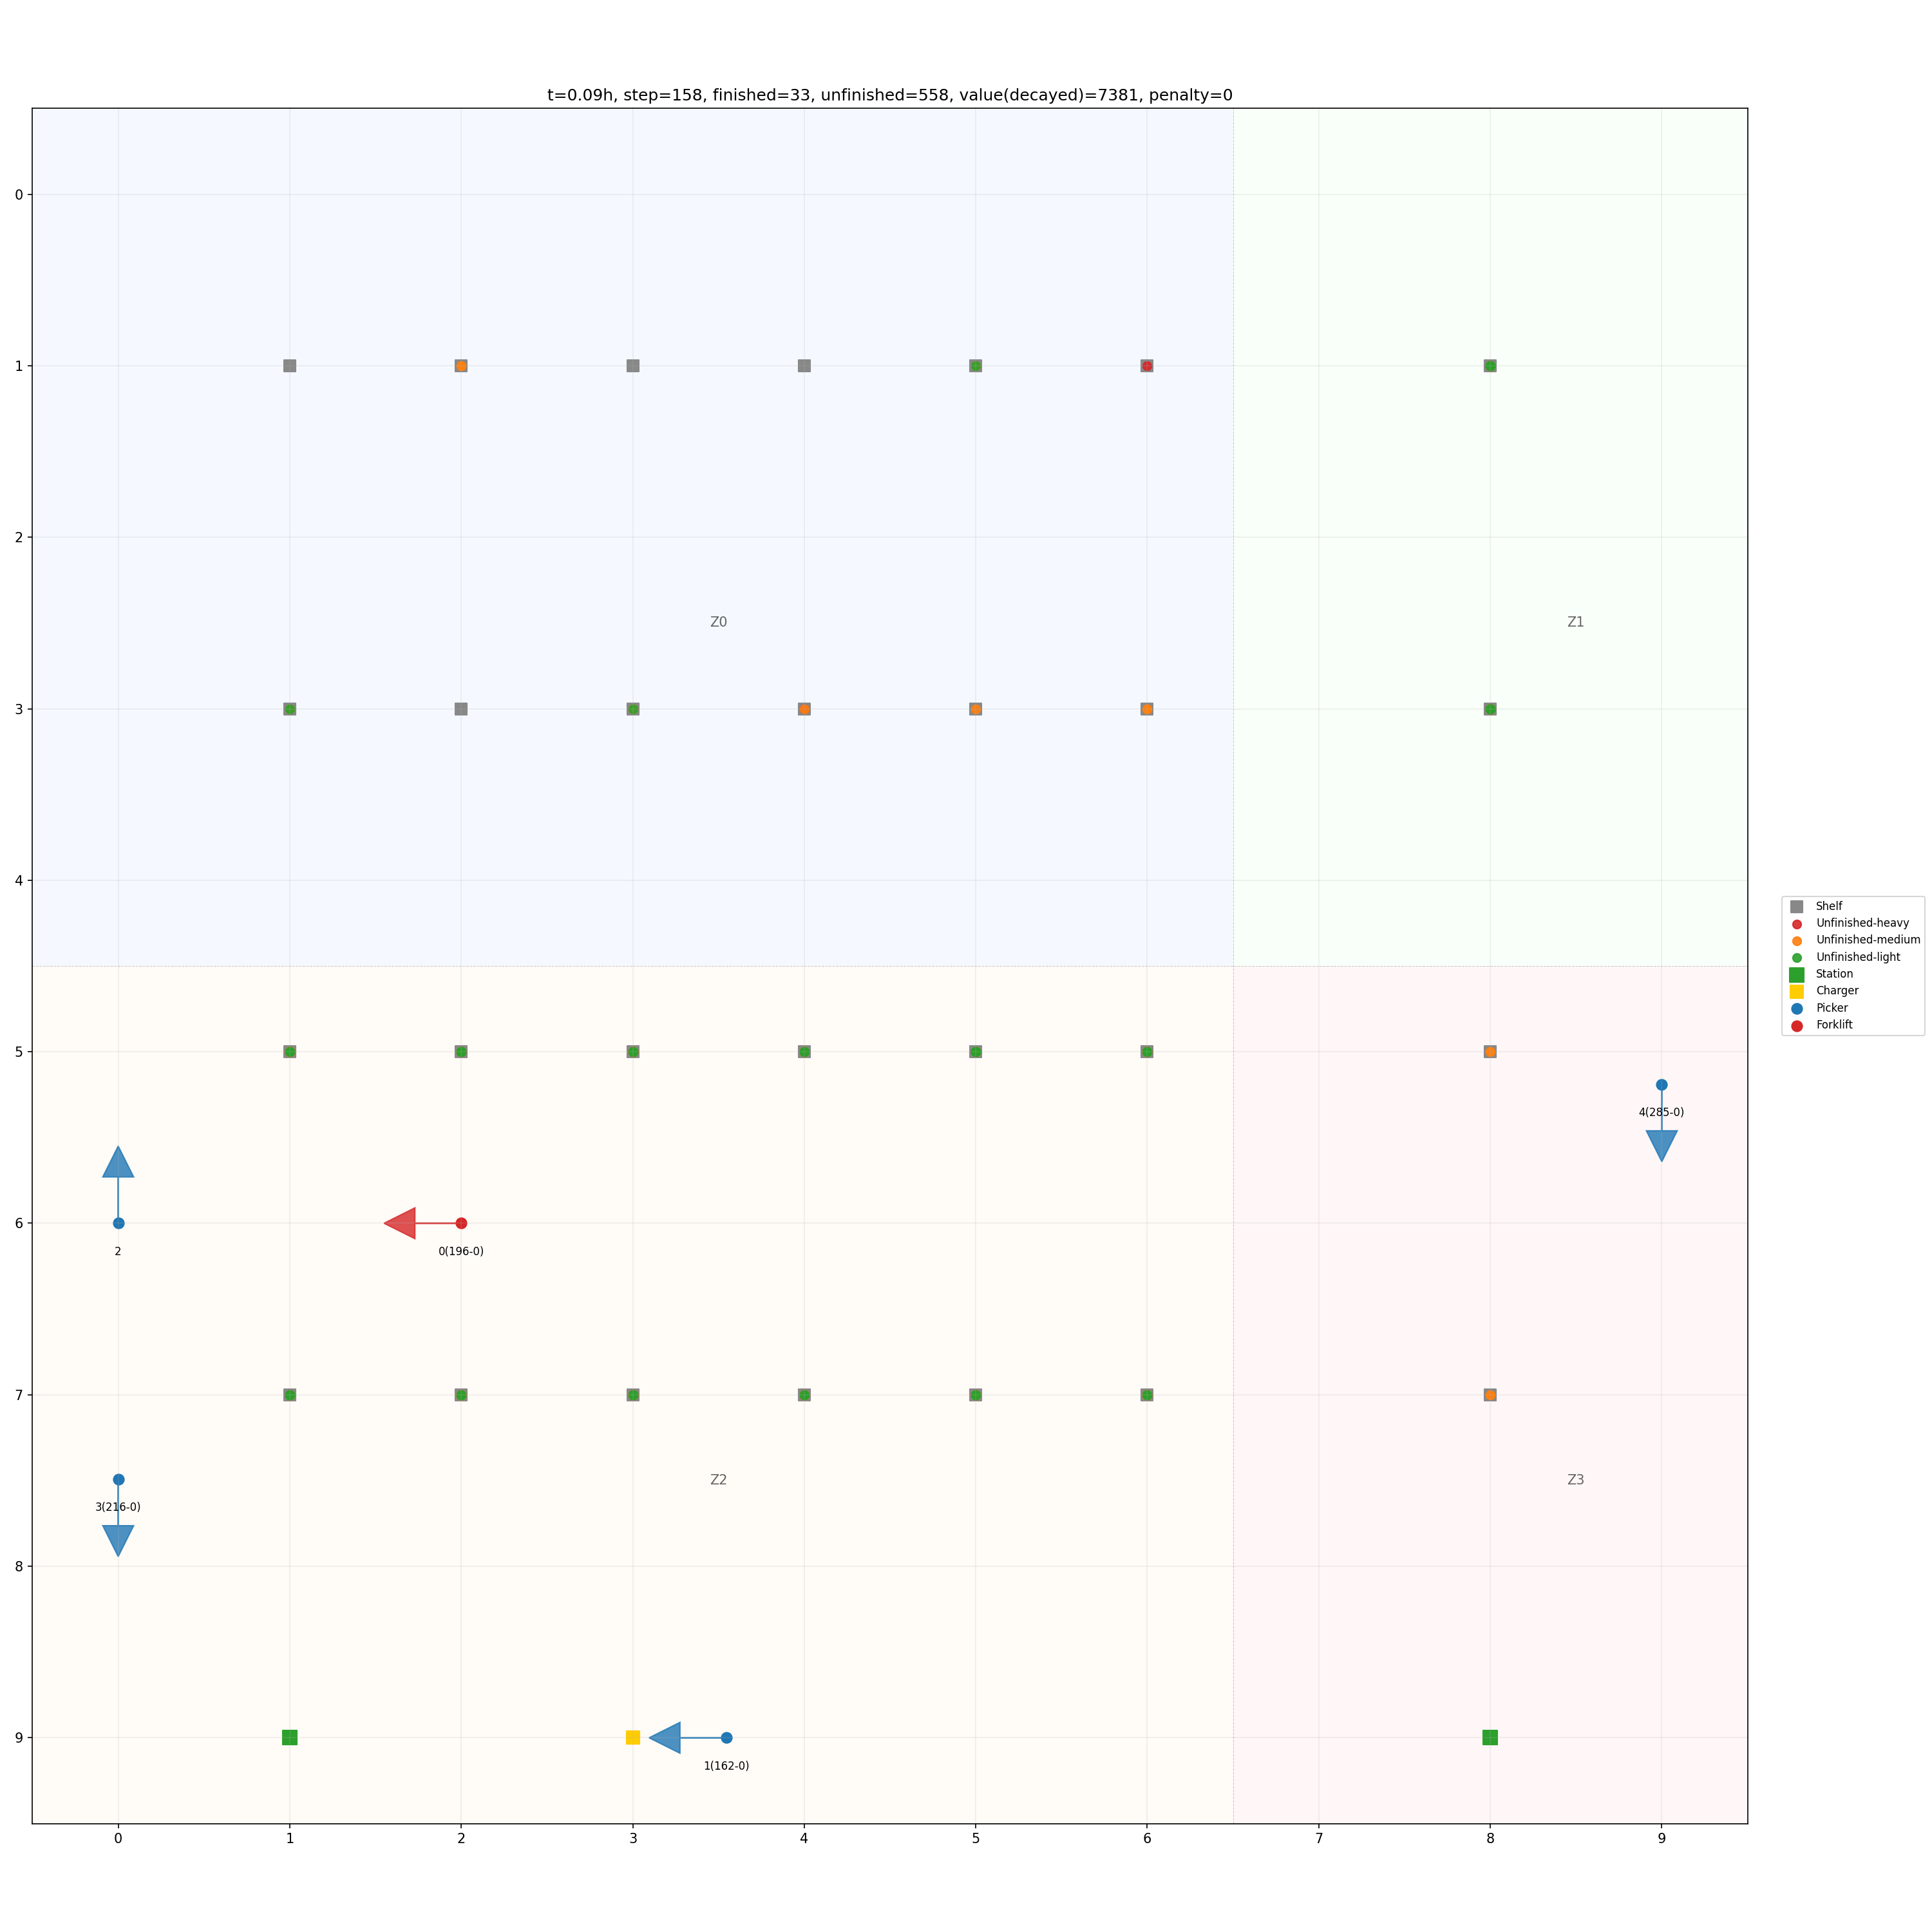 t=0.09h, step=158, finished=33, unfinished=558, value(decayed)=7381, penalty=0
0
1
2
Z0
Z1
3
4
Shelf
Unfinished-heavy
Unfinished-medium
Unfinished-light
Station
Charger
Picker
Forklift
5
4(285-0)
6
2
0(196-0)
7
Z2
Z3
3(216-0)
8
9
1(162-0)
0 1 2 3 4 5 6 7 8 9